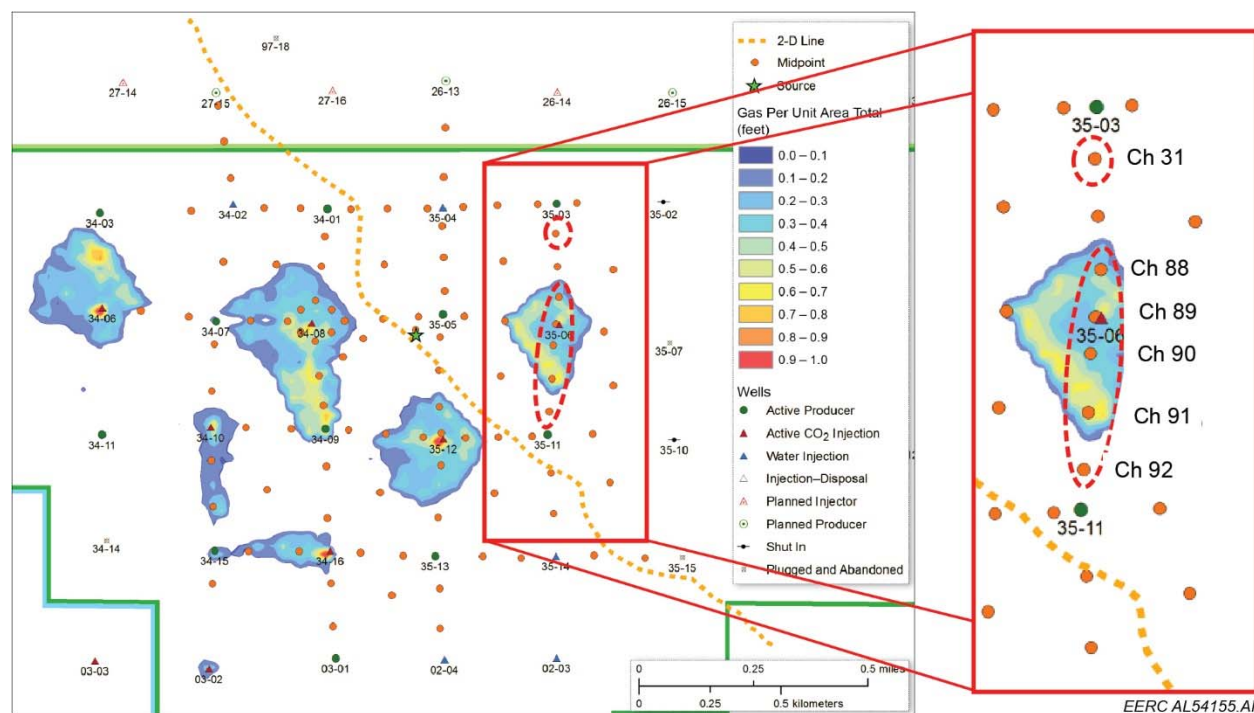 97-18
27-14
27-15
27-16
26-13
26-14
26-15
2-D Line
Midpoint
Source
Gas Per Unit Area Total
(feet)
0.0 – 0.1
0.1 – 0.2
0.2 – 0.3
0.3 – 0.4
0.4 – 0.5
0.5 – 0.6
0.6 – 0.7
0.7 – 0.8
0.8 – 0.9
0.9 – 1.0
Wells
Active Producer
Active CO₂ Injection
Water Injection
Injection–Disposal
Planned Injector
Planned Producer
Shut In
Plugged and Abandoned
34-03
34-02
34-01
35-04
35-03
35-02
34-06
34-07
34-08
35-05
35-06
35-07
34-11
34-10
34-09
35-12
35-11
35-10
34-14
34-15
34-16
35-13
35-14
35-15
03-03
03-02
03-01
02-04
02-03
0 0.25 0.5 miles
0 0.25 0.5 kilometers
35-03
Ch 31
Ch 88
Ch 89
35-06
Ch 90
Ch 91
Ch 92
35-11
EERC AL54155.AI